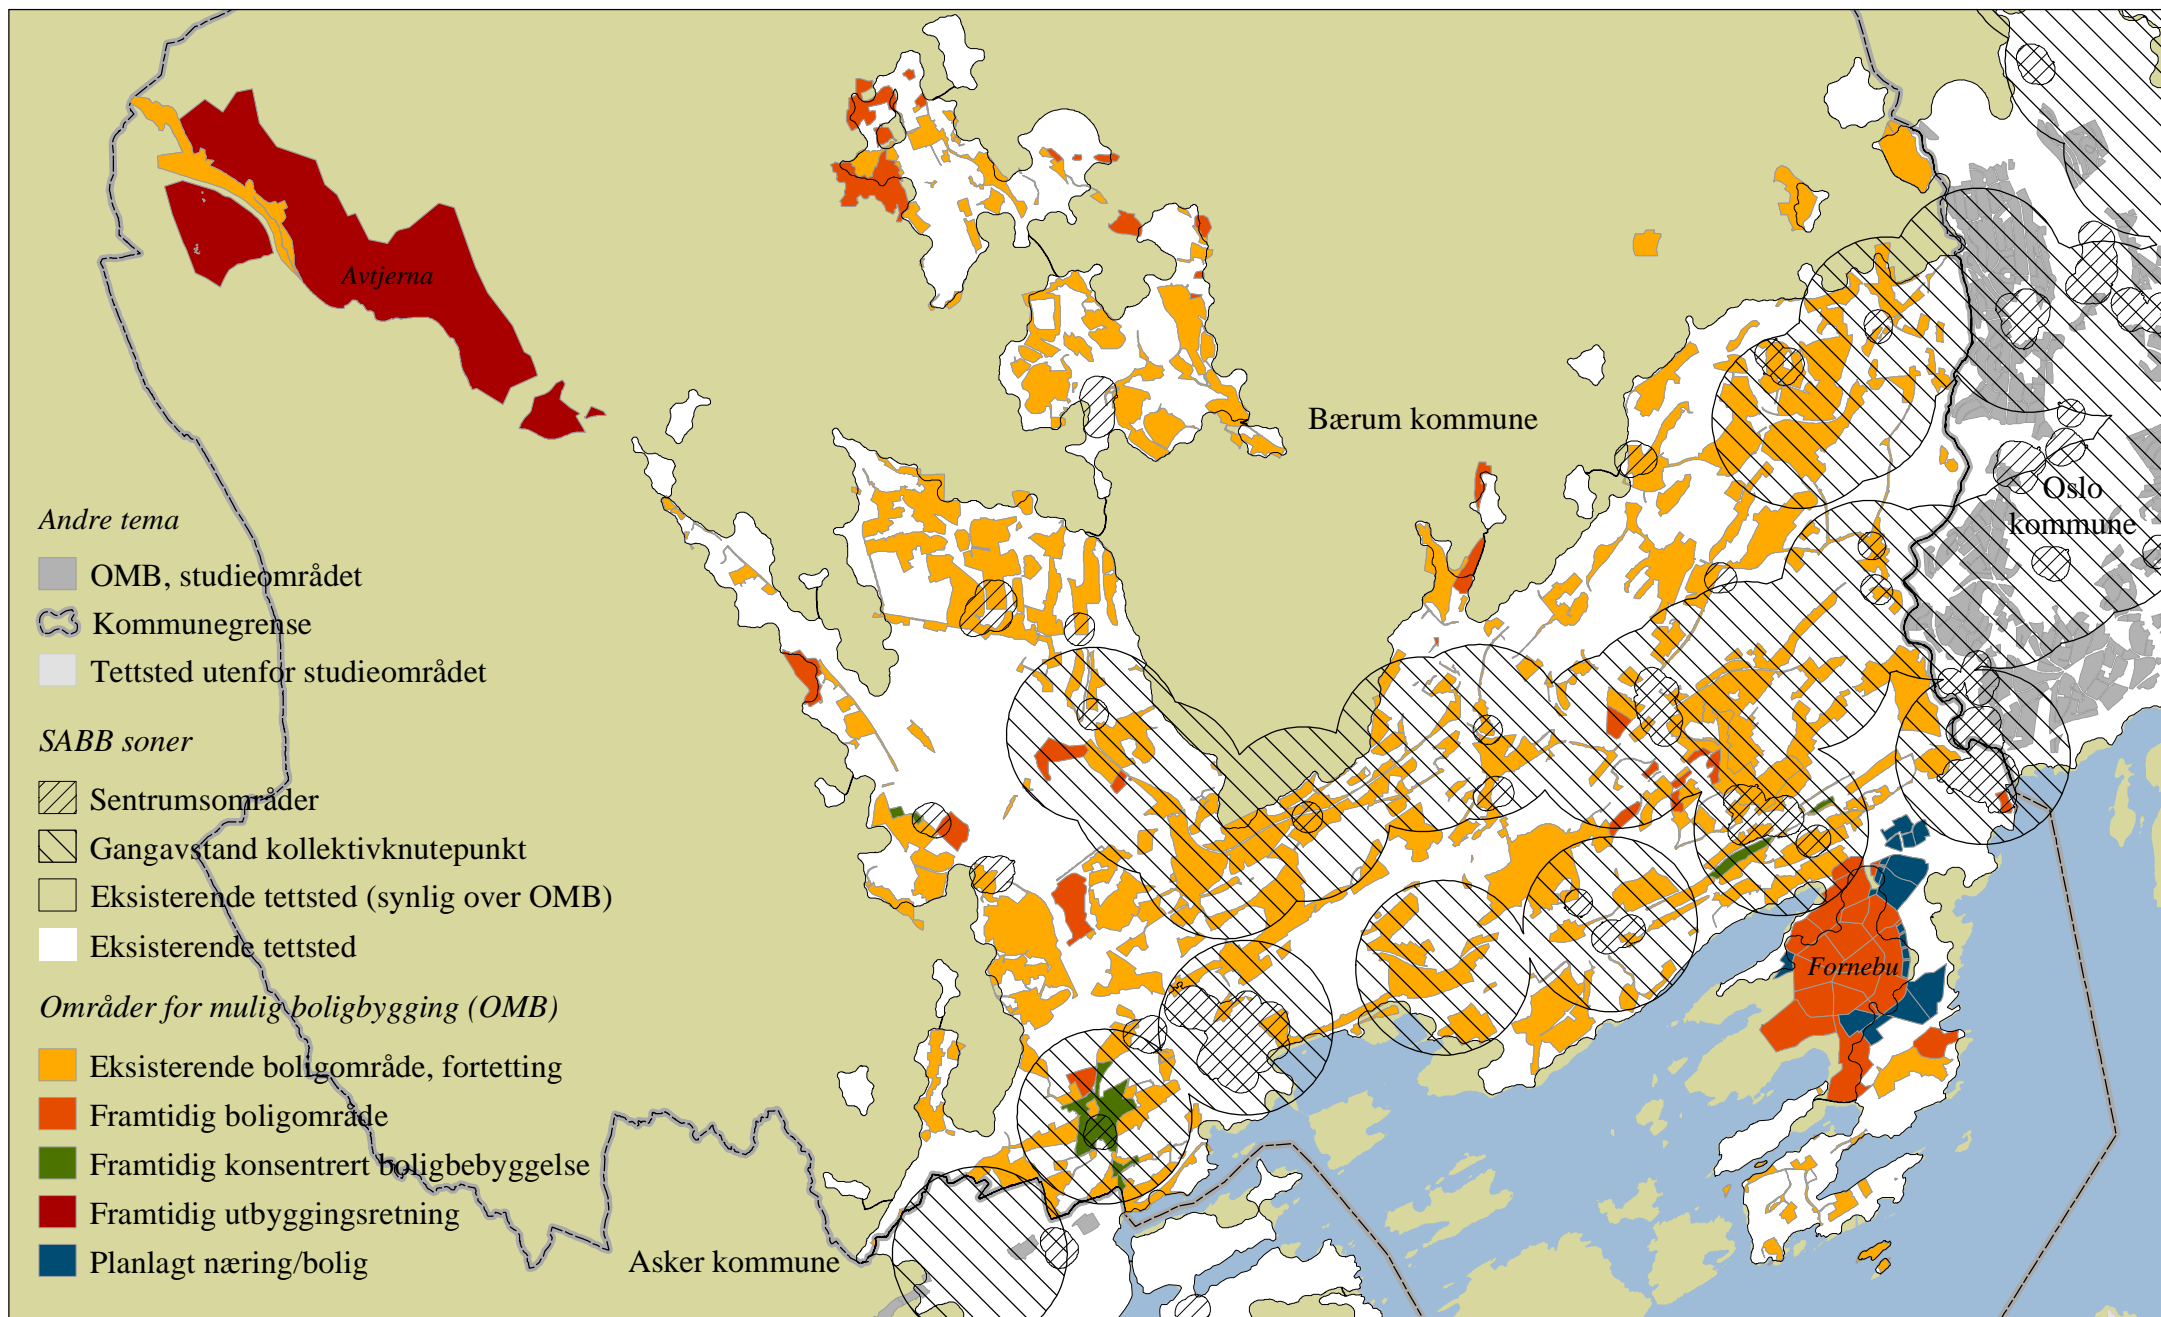 Avtjerna
Bærum kommune
Oslo
kommune
Andre tema
OMB, studieområdet
Kommunegrense
Tettsted utenfor studieområdet
SABB soner
Sentrumsområder
Gangavstand kollektivknutepunkt
Eksisterende tettsted (synlig over OMB)
Eksisterende tettsted
Områder for mulig boligbygging (OMB)
Eksisterende boligområde, fortetting
Framtidig boligområde
Framtidig konsentrert boligbebyggelse
Framtidig utbyggingsretning
Planlagt næring/bolig
Fornebu
Asker kommune